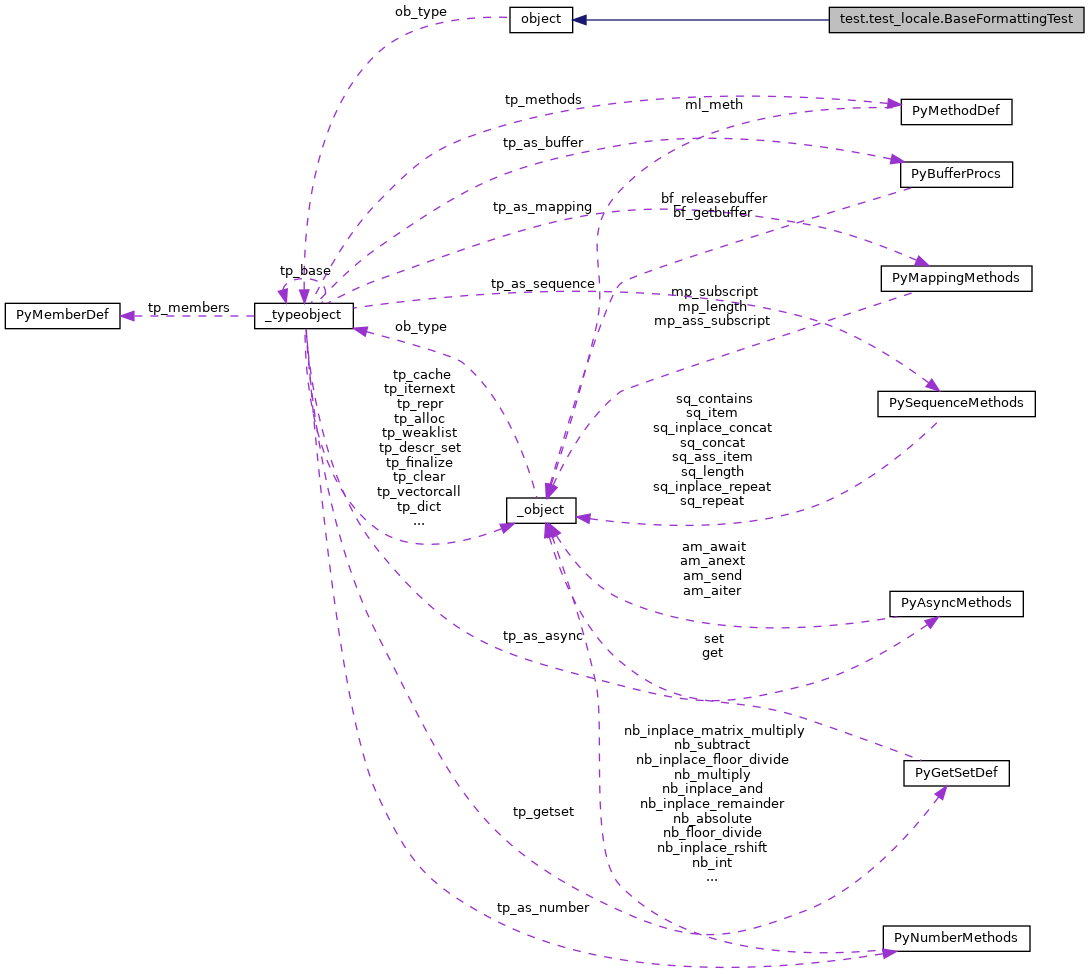 ob_type
object
test.test_locale.BaseFormattingTest
tp_methods
ml_meth
PyMethodDef
tp_as_buffer
PyBufferProcs
tp_as_mapping
bf_releasebuffer
bf_getbuffer
tp_base
PyMappingMethods
tp_as_sequence
mp_subscript
mp_length
mp_ass_subscript
PyMemberDef
tp_members
_typeobject
ob_type
tp_cache
tp_iternext
tp_repr
tp_alloc
tp_weaklist
tp_descr_set
tp_finalize
tp_clear
tp_vectorcall
tp_dict
...
sq_contains
sq_item
sq_inplace_concat
sq_concat
sq_ass_item
sq_length
sq_inplace_repeat
sq_repeat
PySequenceMethods
_object
am_await
am_anext
am_send
am_aiter
PyAsyncMethods
tp_as_async
set
get
nb_inplace_matrix_multiply
nb_subtract
nb_inplace_floor_divide
nb_multiply
nb_inplace_and
nb_inplace_remainder
nb_absolute
nb_floor_divide
nb_inplace_rshift
nb_int
...
PyGetSetDef
tp_getset
tp_as_number
PyNumberMethods